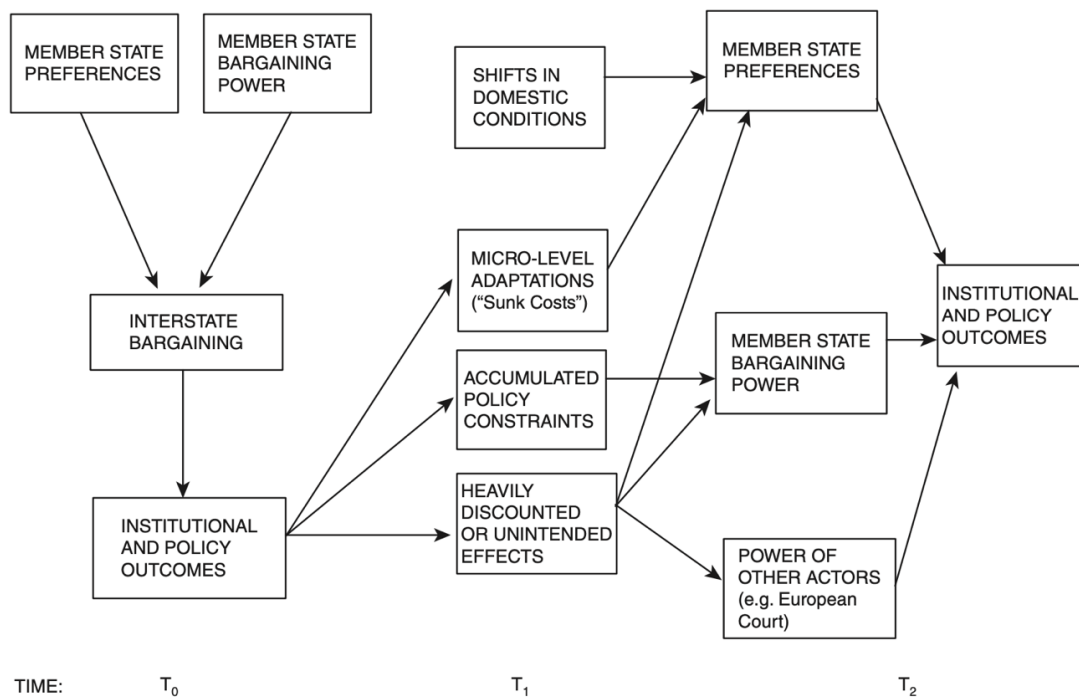 MEMBER STATE
PREFERENCES
MEMBER STATE
BARGAINING
POWER
INTERSTATE
BARGAINING
INSTITUTIONAL
AND POLICY
OUTCOMES
SHIFTS IN
DOMESTIC
CONDITIONS
MICRO-LEVEL
ADAPTATIONS
(“Sunk Costs”)
ACCUMULATED
POLICY
CONSTRAINTS
HEAVILY
DISCOUNTED
OR UNINTENDED
EFFECTS
MEMBER STATE
PREFERENCES
MEMBER STATE
BARGAINING
POWER
POWER OF
OTHER ACTORS
(e.g. European
Court)
INSTITUTIONAL
AND POLICY
OUTCOMES
TIME: T₀ T₁ T₂